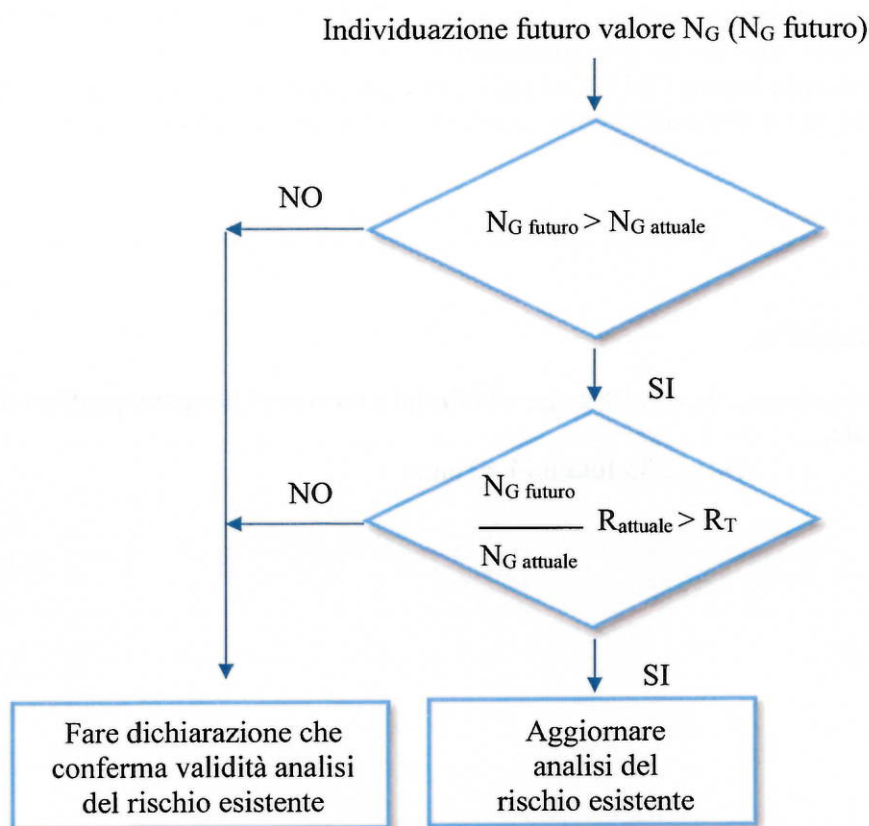 Individuazione futuro valore NG (NG futuro)
NO
NG futuro > NG attuale
SI
NO
NG futuro
NG attuale
Rattuale > RT
SI
Fare dichiarazione che
conferma validità analisi
del rischio esistente
Aggiornare
analisi del
rischio esistente